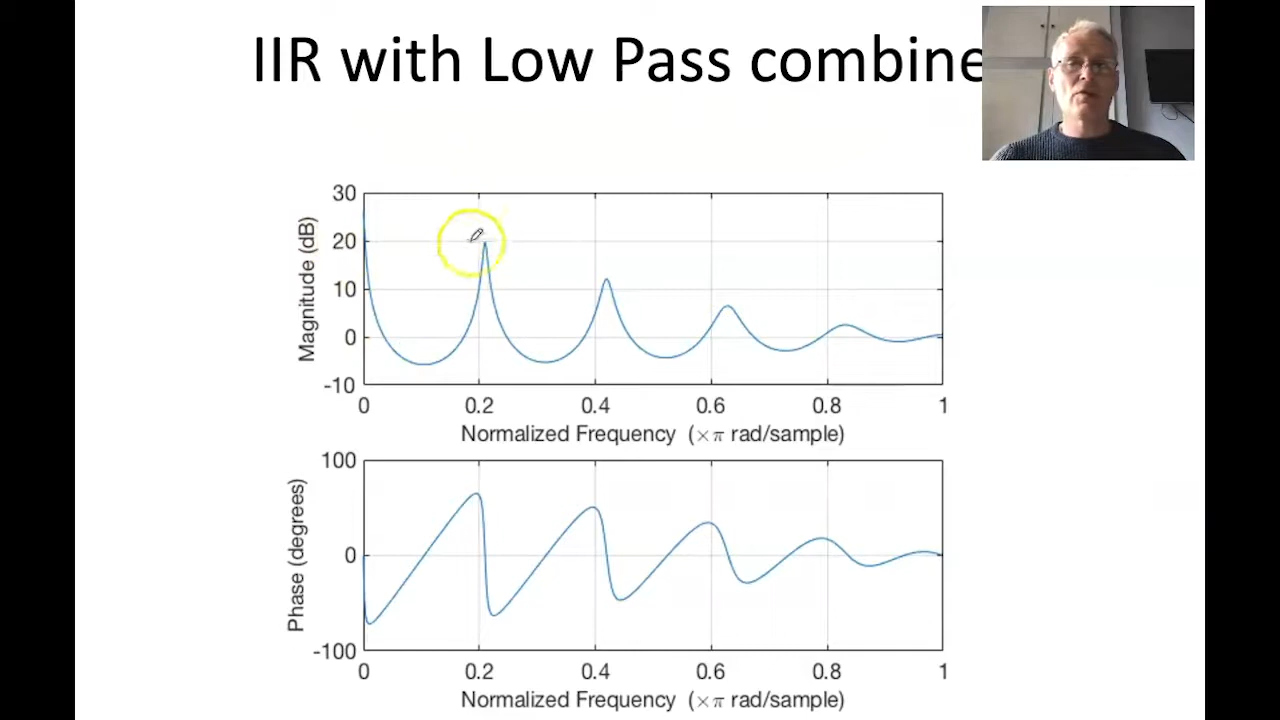 IIR with Low Pass combine
30
20
10
0
-10
Magnitude (dB)
0 0.2 0.4 0.6 0.8 1
Normalized Frequency (×π rad/sample)
100
0
-100
Phase (degrees)
0 0.2 0.4 0.6 0.8 1
Normalized Frequency (×π rad/sample)